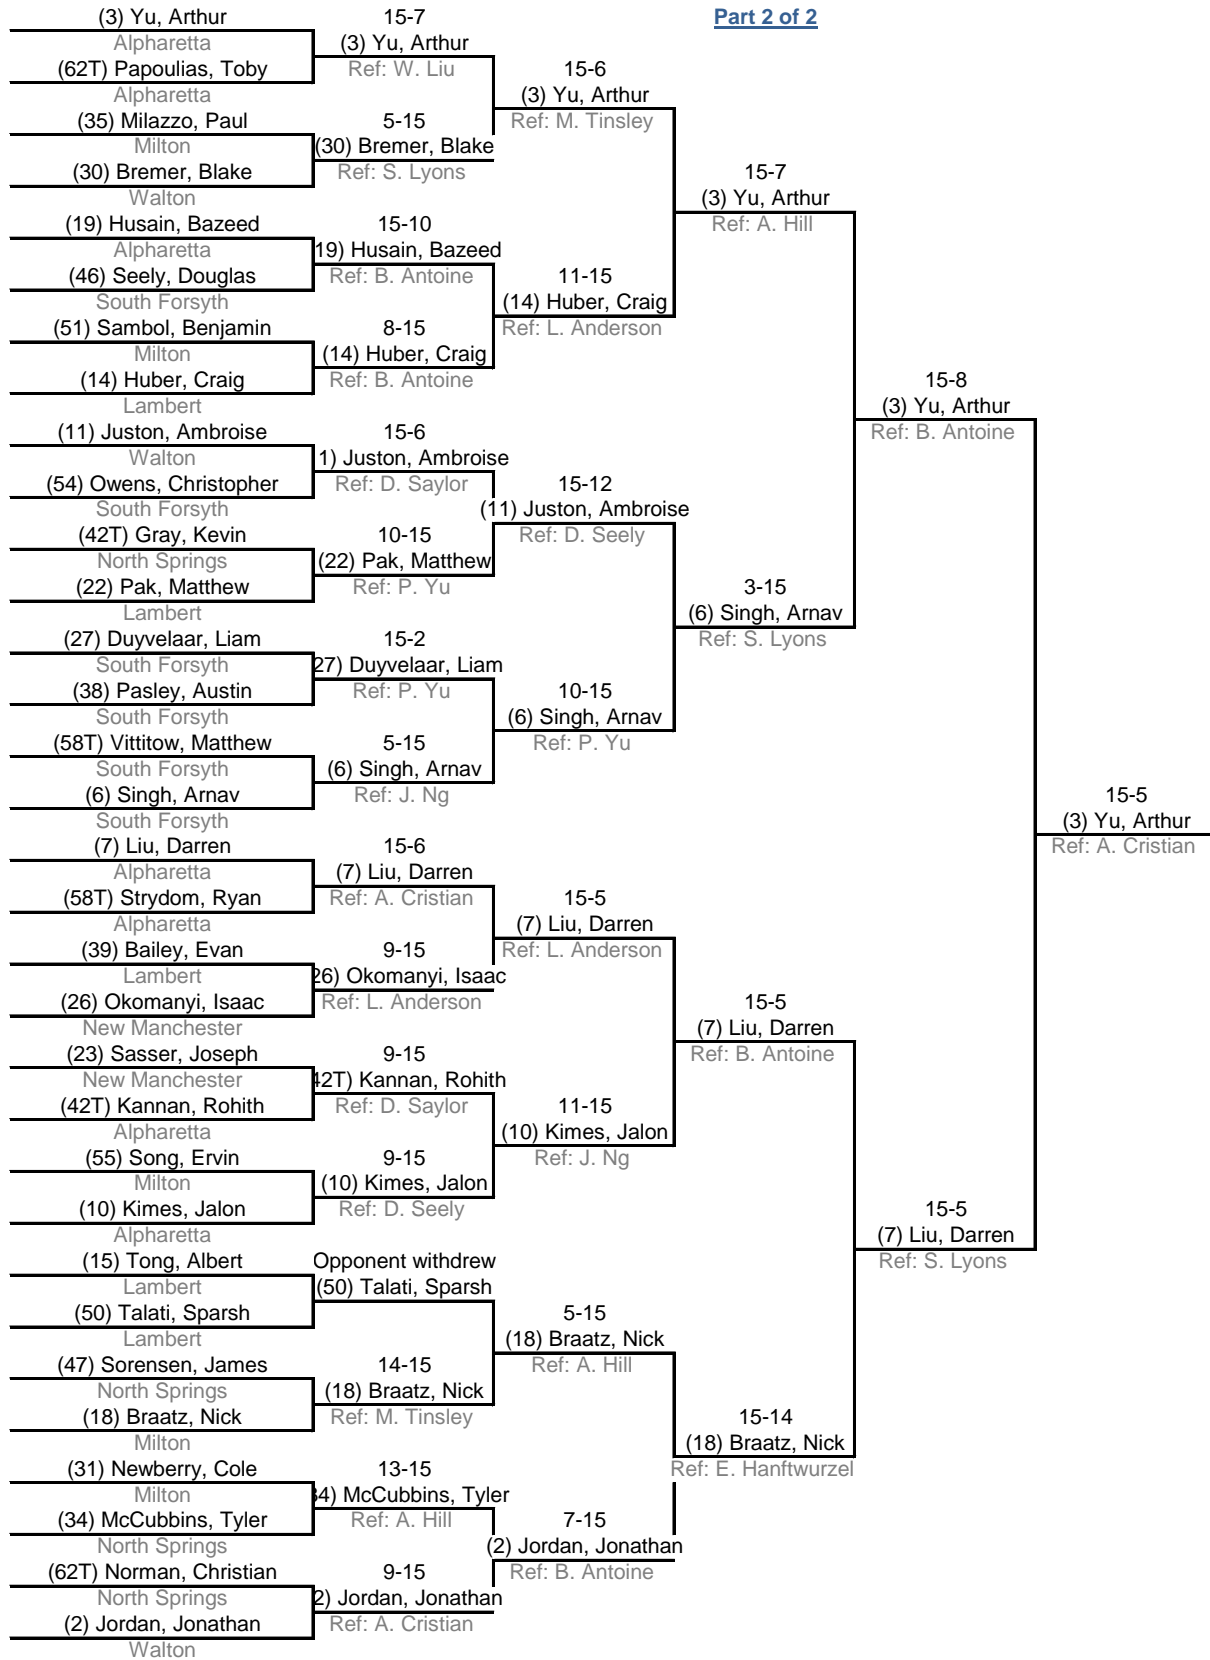 Part 2 of 2
(3) Yu, Arthur
Alpharetta
(62T) Papoulias, Toby
Alpharetta
(35) Milazzo, Paul
Milton
(30) Bremer, Blake
Walton
(19) Husain, Bazeed
Alpharetta
(46) Seely, Douglas
South Forsyth
(51) Sambol, Benjamin
Milton
(14) Huber, Craig
Lambert
(11) Juston, Ambroise
Walton
(54) Owens, Christopher
South Forsyth
(42T) Gray, Kevin
North Springs
(22) Pak, Matthew
Lambert
(27) Duyvelaar, Liam
South Forsyth
(38) Pasley, Austin
South Forsyth
(58T) Vittitow, Matthew
South Forsyth
(6) Singh, Arnav
South Forsyth
(7) Liu, Darren
Alpharetta
(58T) Strydom, Ryan
Alpharetta
(39) Bailey, Evan
Lambert
(26) Okomanyi, Isaac
New Manchester
(23) Sasser, Joseph
New Manchester
(42T) Kannan, Rohith
Alpharetta
(55) Song, Ervin
Milton
(10) Kimes, Jalon
Alpharetta
(15) Tong, Albert
Lambert
(50) Talati, Sparsh
Lambert
(47) Sorensen, James
North Springs
(18) Braatz, Nick
Milton
(31) Newberry, Cole
Milton
(34) McCubbins, Tyler
North Springs
(62T) Norman, Christian
North Springs
(2) Jordan, Jonathan
Walton
15-7
(3) Yu, Arthur
Ref: W. Liu
5-15
(30) Bremer, Blake
Ref: S. Lyons
15-10
19) Husain, Bazeed
Ref: B. Antoine
8-15
(14) Huber, Craig
Ref: B. Antoine
15-6
1) Juston, Ambroise
Ref: D. Saylor
10-15
(22) Pak, Matthew
Ref: P. Yu
15-2
27) Duyvelaar, Liam
Ref: P. Yu
5-15
(6) Singh, Arnav
Ref: J. Ng
15-6
(7) Liu, Darren
Ref: A. Cristian
9-15
26) Okomanyi, Isaac
Ref: L. Anderson
9-15
42T) Kannan, Rohith
Ref: D. Saylor
9-15
(10) Kimes, Jalon
Ref: D. Seely
Opponent withdrew
(50) Talati, Sparsh
14-15
(18) Braatz, Nick
Ref: M. Tinsley
13-15
34) McCubbins, Tyler
Ref: A. Hill
9-15
2) Jordan, Jonathan
Ref: A. Cristian
15-6
(3) Yu, Arthur
Ref: M. Tinsley
11-15
(14) Huber, Craig
Ref: L. Anderson
15-12
(11) Juston, Ambroise
Ref: D. Seely
10-15
(6) Singh, Arnav
Ref: P. Yu
15-5
(7) Liu, Darren
Ref: L. Anderson
11-15
(10) Kimes, Jalon
Ref: J. Ng
5-15
(18) Braatz, Nick
Ref: A. Hill
7-15
(2) Jordan, Jonathan
Ref: B. Antoine
15-7
(3) Yu, Arthur
Ref: A. Hill
3-15
(6) Singh, Arnav
Ref: S. Lyons
15-5
(7) Liu, Darren
Ref: B. Antoine
15-14
(18) Braatz, Nick
Ref: E. Hanftwurzel
15-8
(3) Yu, Arthur
Ref: B. Antoine
15-5
(7) Liu, Darren
Ref: S. Lyons
15-5
(3) Yu, Arthur
Ref: A. Cristian